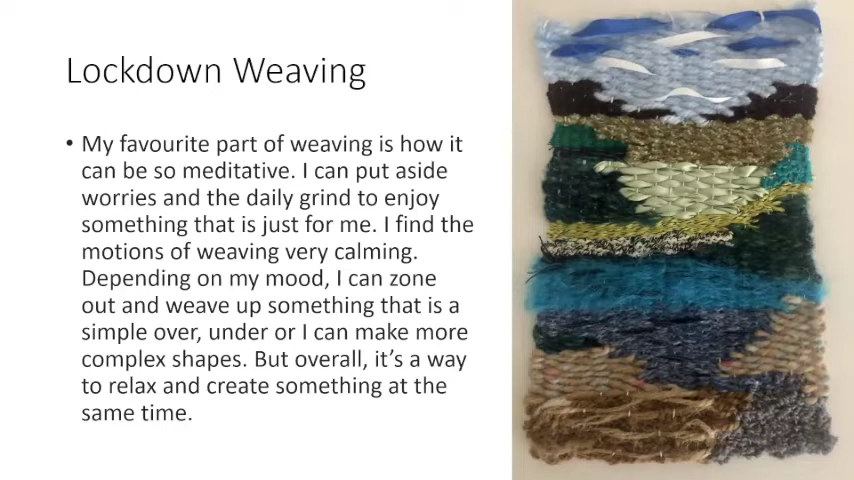 Lockdown Weaving
• My favourite part of weaving is how it
can be so meditative. I can put aside
worries and the daily grind to enjoy
something that is just for me. I find the
motions of weaving very calming.
Depending on my mood, I can zone
out and weave up something that is a
simple over, under or I can make more
complex shapes. But overall, it’s a way
to relax and create something at the
same time.